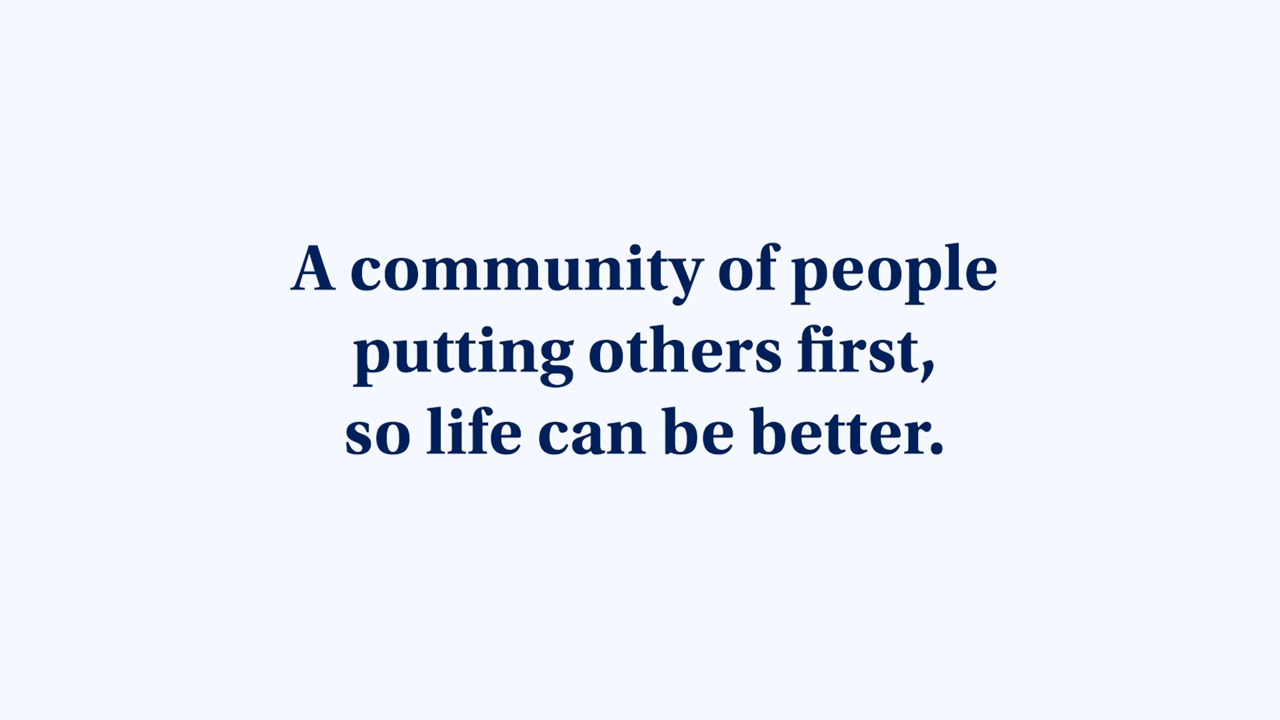 A community of people
putting others first,
so life can be better.